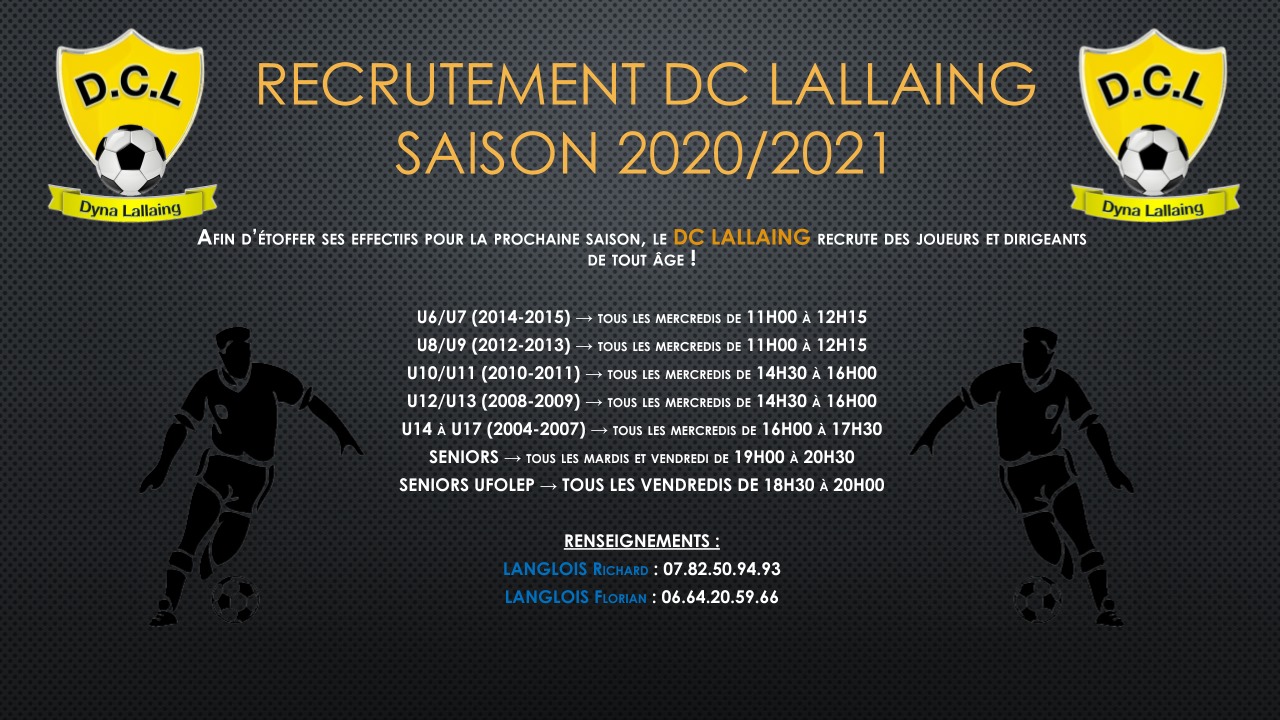 D.C.L
Dyna Lallaing
RECRUTEMENT DC LALLAING
SAISON 2020/2021
D.C.L
Dyna Lallaing
Afin d'étoffer ses effectifs pour la prochaine saison, le DC LALLAING recrute des joueurs et dirigeants
de tout âge !
U6/U7 (2014-2015) → tous les mercredis de 11H00 à 12H15
U8/U9 (2012-2013) → tous les mercredis de 11H00 à 12H15
U10/U11 (2010-2011) → tous les mercredis de 14H30 à 16H00
U12/U13 (2008-2009) → tous les mercredis de 14H30 à 16H00
U14 à U17 (2004-2007) → tous les mercredis de 16H00 à 17H30
SENIORS → tous les mardis et vendredi de 19H00 à 20H30
SENIORS UFOLEP → TOUS LES VENDREDIS DE 18H30 à 20H00
RENSEIGNEMENTS :
LANGLOIS Richard : 07.82.50.94.93
LANGLOIS Florian : 06.64.20.59.66